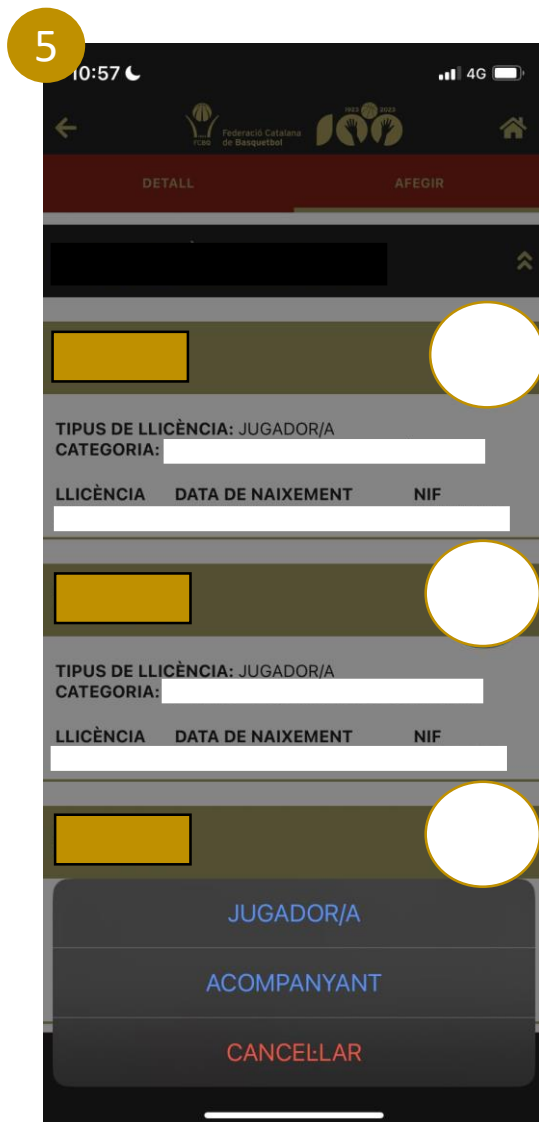 5
10:57
4G
FCBQ
Federació Catalana
de Basquetbol
1923 2023
DETALL AFEGIR
TIPUS DE LLICÈNCIA: JUGADOR/A
CATEGORIA:
LLICÈNCIA DATA DE NAIXEMENT NIF
TIPUS DE LLICÈNCIA: JUGADOR/A
CATEGORIA:
LLICÈNCIA DATA DE NAIXEMENT NIF
JUGADOR/A
ACOMPANYANT
CANCEL·LAR